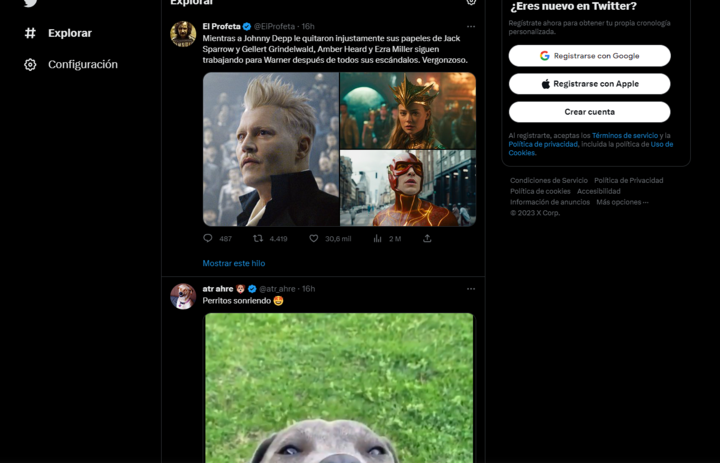 Explorar
Explorar
Configuración
El Profeta @ElProfeta · 16h
Mientras a Johnny Depp le quitaron injustamente sus papeles de Jack
Sparrow y Gellert Grindelwald, Amber Heard y Ezra Miller siguen
trabajando para Warner después de todos sus escándalos. Vergonzoso.
487 4.419 30,8 mil 2 M
Mostrar este hilo
atr ahre @atr_ahre · 16h
Perritos sonriendo 🤩
¿Eres nuevo en Twitter?
Regístrate ahora para obtener tu propia cronología
personalizada.
Registrarse con Google
Registrarse con Apple
Crear cuenta
Al registrarte, aceptas los Términos de servicio y la
Política de privacidad, incluida la política de Uso de
Cookies.
Condiciones de Servicio Política de Privacidad
Política de cookies Accesibilidad
Información de anuncios Más opciones ···
© 2023 X Corp.